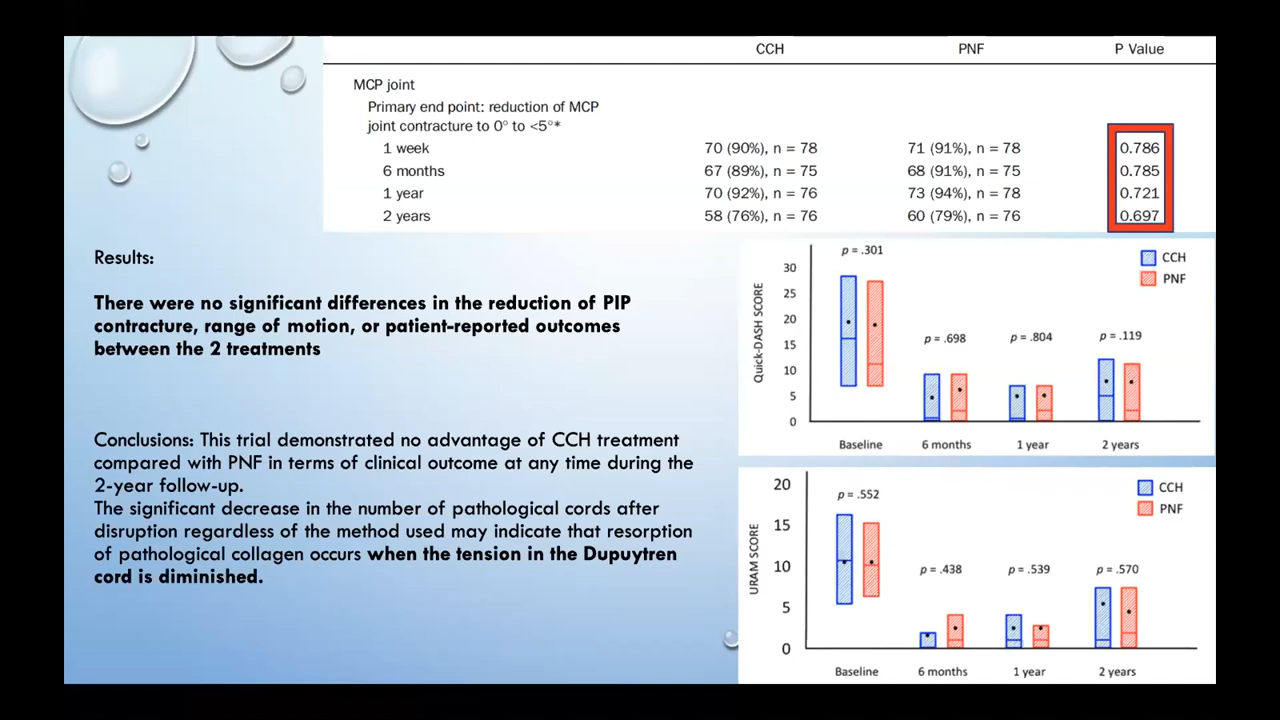 CCH PNF P Value
MCP joint
Primary end point: reduction of MCP
joint contracture to 0° to <5°*
1 week 70 (90%), n = 78 71 (91%), n = 78 0.786
6 months 67 (89%), n = 75 68 (91%), n = 75 0.785
1 year 70 (92%), n = 76 73 (94%), n = 78 0.721
2 years 58 (76%), n = 76 60 (79%), n = 76 0.697
Results:
There were no significant differences in the reduction of PIP
contracture, range of motion, or patient-reported outcomes
between the 2 treatments
Conclusions: This trial demonstrated no advantage of CCH treatment
compared with PNF in terms of clinical outcome at any time during the
2-year follow-up.
The significant decrease in the number of pathological cords after
disruption regardless of the method used may indicate that resorption
of pathological collagen occurs when the tension in the Dupuytren
cord is diminished.
Quick-DASH SCORE
30
25
20
15
10
5
0
p = .301
p = .698
p = .804
p = .119
CCH
PNF
Baseline 6 months 1 year 2 years
URAM SCORE
20
15
10
5
0
p = .552
p = .438
p = .539
p = .570
CCH
PNF
Baseline 6 months 1 year 2 years